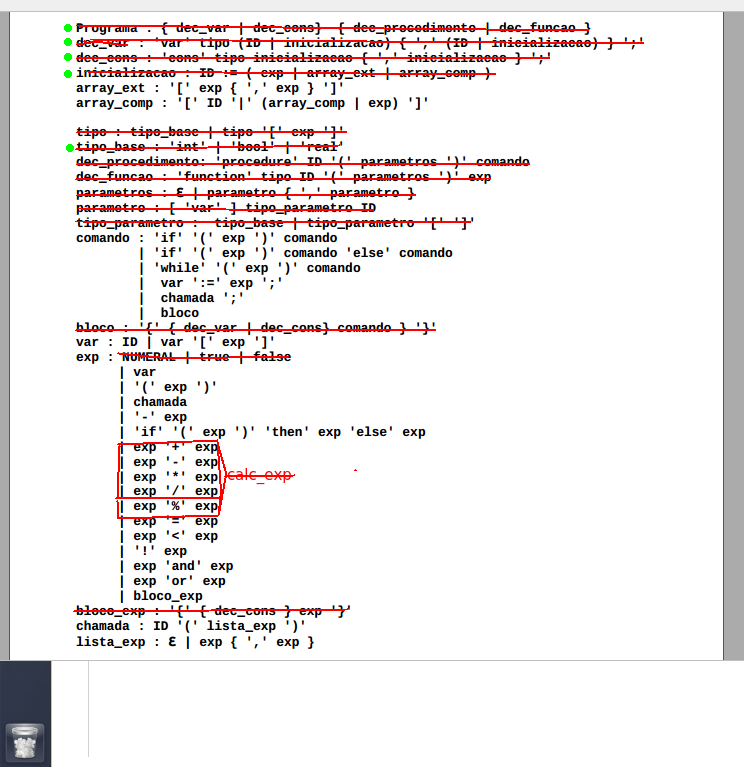 Programa : { dec_var | dec_cons} { dec_procedimento | dec_funcao }
dec_var : 'var' tipo (ID | inicializacao) { ',' (ID | inicializacao) } ';'
dec_cons : 'cons' tipo inicializacao { ',' inicializacao } ';'
inicializacao : ID := ( exp | array_ext | array_comp )
array_ext : '[' exp { ',' exp } ']'
array_comp : '[' ID '|' (array_comp | exp) ']'
tipo : tipo_base | tipo '[' exp ']'
tipo_base : 'int' | 'bool' | 'real'
dec_procedimento: 'procedure' ID '(' parametros ')' comando
dec_funcao : 'function' tipo ID '(' parametros ')' exp
parametros : ε | parametro { ',' parametro }
parametro : [ 'var' ] tipo_parametro ID
tipo_parametro : tipo_base | tipo_parametro '[' ']'
comando : 'if' '(' exp ')' comando
| 'if' '(' exp ')' comando 'else' comando
| 'while' '(' exp ')' comando
| var ':=' exp ';'
| chamada ';'
| bloco
bloco : '{' { dec_var | dec_cons} comando } '}'
var : ID | var '[' exp ']'
exp : NUMERAL | true | false
| var
| '(' exp ')'
| chamada
| '-' exp
| 'if' '(' exp ')' 'then' exp 'else' exp
| exp '+' exp
| exp '-' exp
| exp '*' exp calc_exp
| exp '/' exp
| exp '%' exp
| exp '=' exp
| exp '<' exp
| '!' exp
| exp 'and' exp
| exp 'or' exp
| bloco_exp
bloco_exp : '{' { dec_cons } exp '}'
chamada : ID '(' lista_exp ')'
lista_exp : ε | exp { ',' exp }